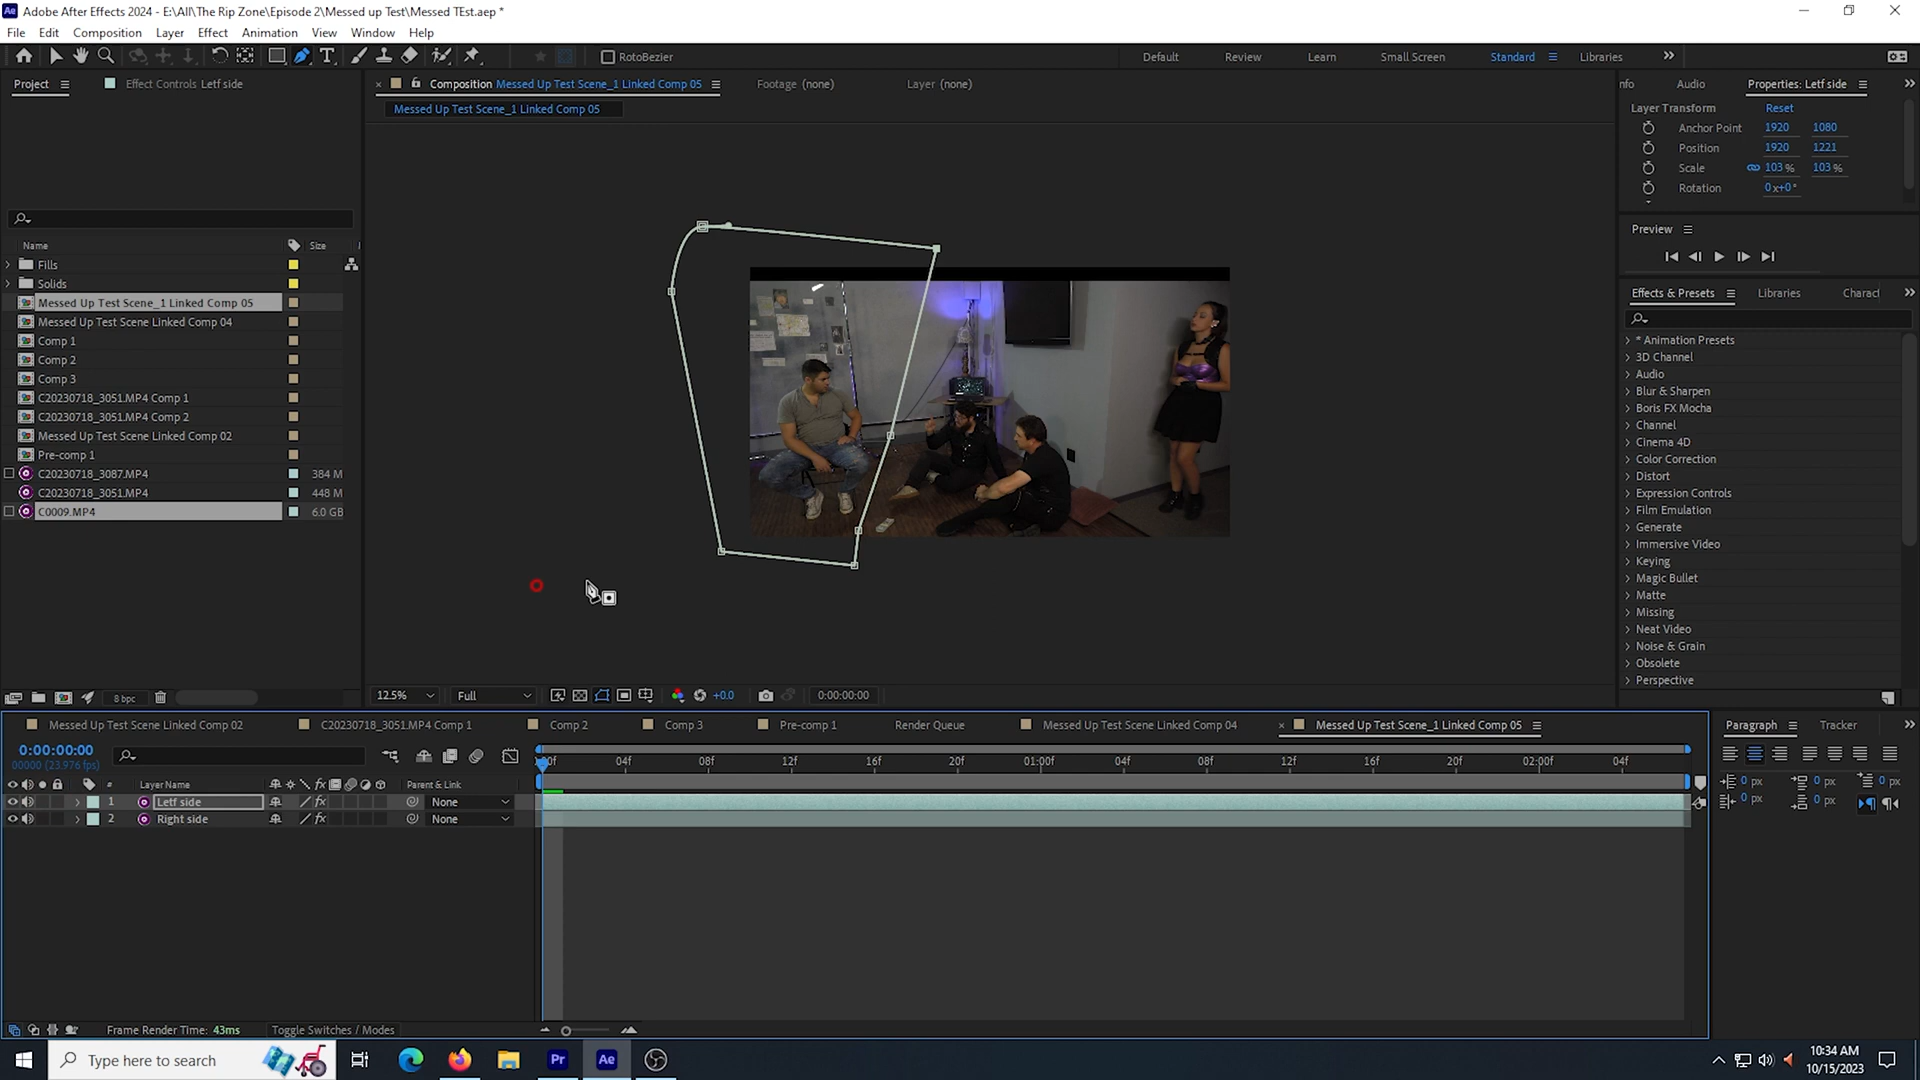 Adobe After Effects 2024 - E:\All\The Rip Zone\Episode 2\Messed up Test\Messed TEst.aep *
File Edit Composition Layer Effect Animation View Window Help
RotoBezier
Default Review Learn Small Screen Standard Libraries
Project Effect Controls Letf side
Composition Messed Up Test Scene_1 Linked Comp 05 Footage (none) Layer (none)
Messed Up Test Scene_1 Linked Comp 05
nfo Audio Properties: Letf side
Layer Transform Reset
Anchor Point 1920 1080
Position 1920 1221
Scale 103 % 103 %
Rotation 0x+0°
Preview
Effects & Presets Libraries Charact
* Animation Presets
3D Channel
Audio
Blur & Sharpen
Boris FX Mocha
Channel
Cinema 4D
Color Correction
Distort
Expression Controls
Film Emulation
Generate
Immersive Video
Keying
Magic Bullet
Matte
Missing
Neat Video
Noise & Grain
Obsolete
Perspective
Name Size
Fills
Solids
Messed Up Test Scene_1 Linked Comp 05
Messed Up Test Scene Linked Comp 04
Comp 1
Comp 2
Comp 3
C20230718_3051.MP4 Comp 1
C20230718_3051.MP4 Comp 2
Messed Up Test Scene Linked Comp 02
Pre-comp 1
C20230718_3087.MP4 384 M
C20230718_3051.MP4 448 M
C0009.MP4 6.0 GB
8 bpc
12.5% Full +0.0 0:00:00:00
Messed Up Test Scene Linked Comp 02 C20230718_3051.MP4 Comp 1 Comp 2 Comp 3 Pre-comp 1 Render Queue Messed Up Test Scene Linked Comp 04 Messed Up Test Scene_1 Linked Comp 05
0:00:00:00
00000 (23.976 fps)
00f 04f 08f 12f 16f 20f 01:00f 04f 08f 12f 16f 20f 02:00f 04f
# Layer Name Parent & Link
1 Letf side fx None
2 Right side fx None
Paragraph Tracker
0 px 0 px 0 px
0 px 0 px
Frame Render Time: 43ms Toggle Switches / Modes
Type here to search
Pr Ae
10:34 AM
10/15/2023